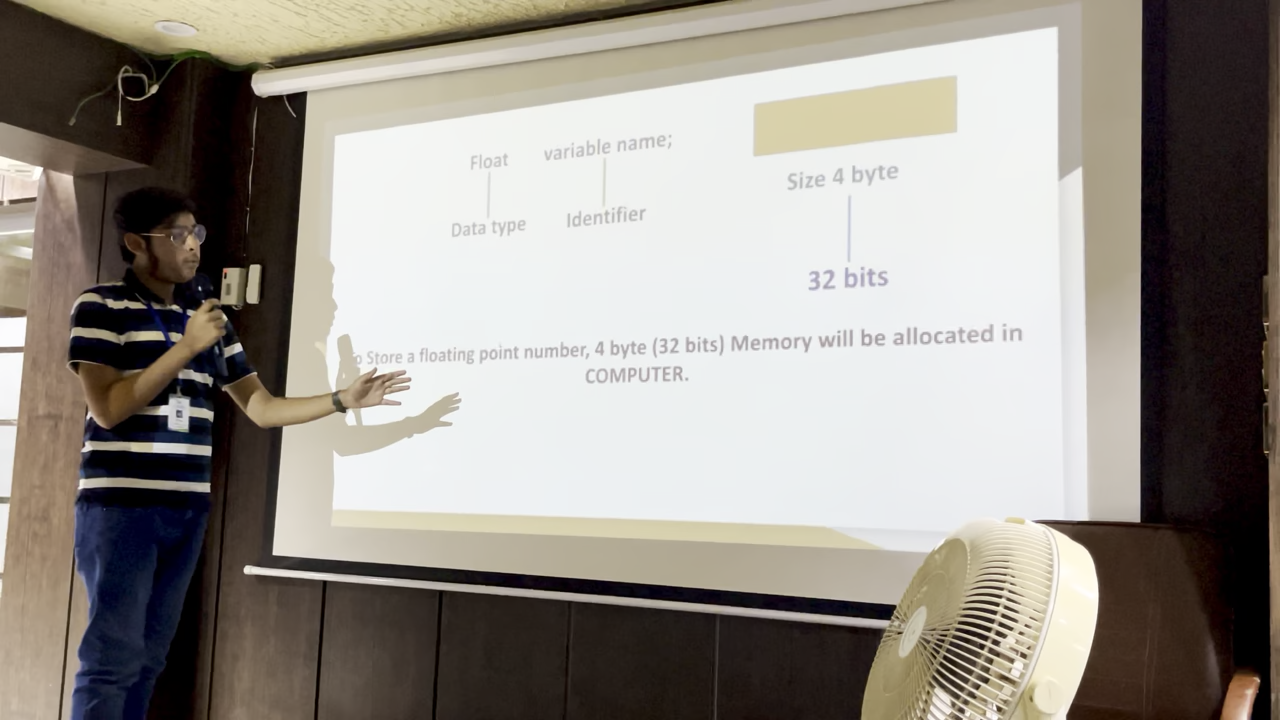 Float variable name;
Data type Identifier
Size 4 byte
32 bits
Store a floating point number, 4 byte (32 bits) Memory will be allocated in
COMPUTER.